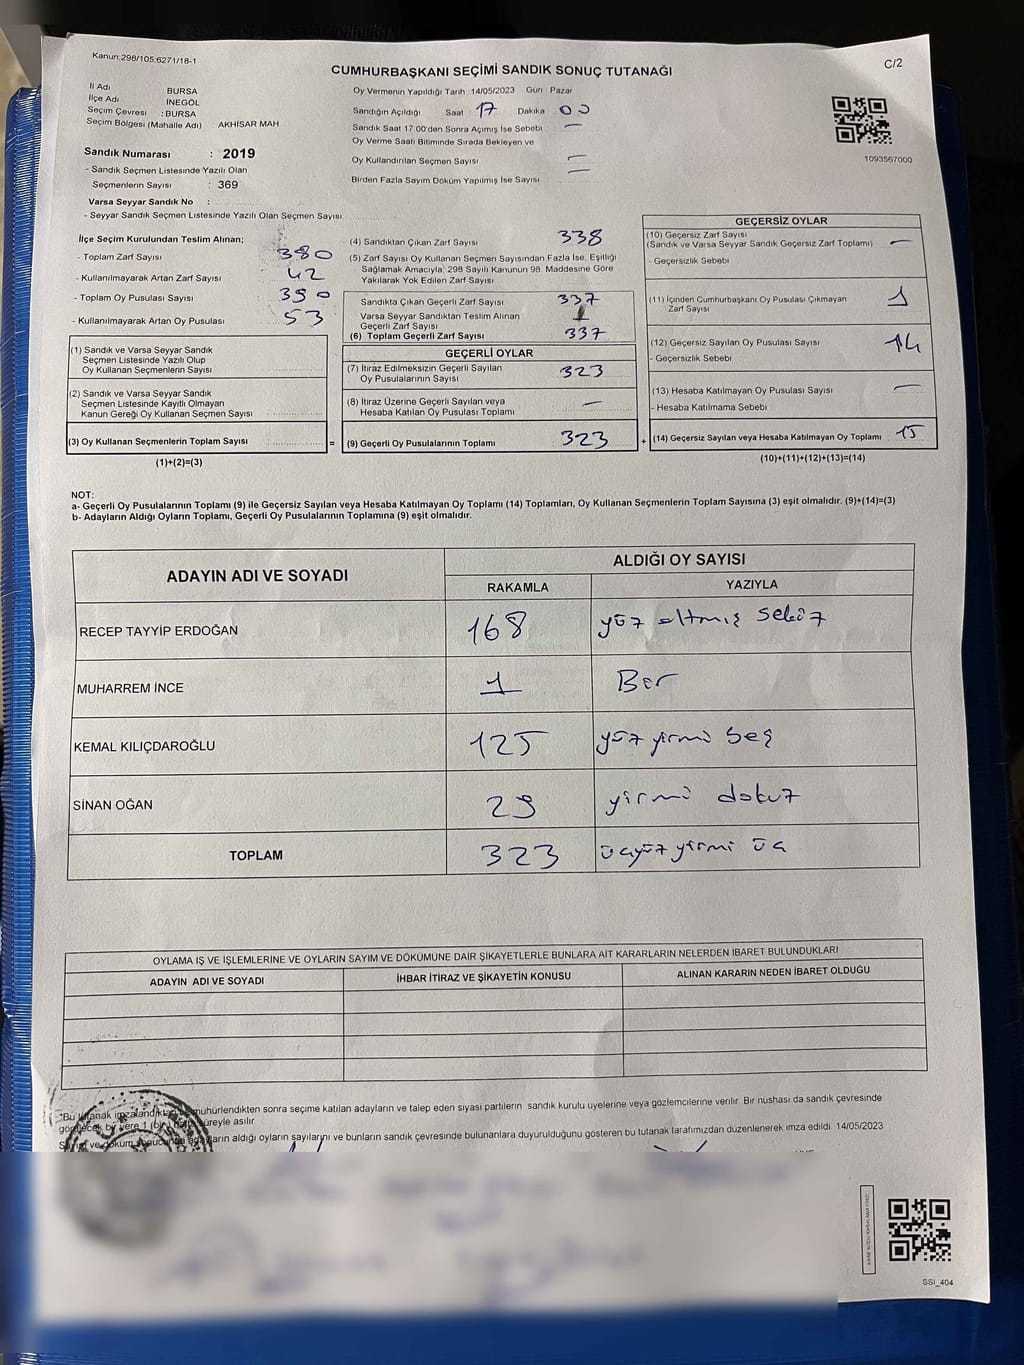 Kanun,298/105,6271/18-1
C/2
CUMHURBAŞKANI SEÇİMİ SANDIK SONUÇ TUTANAĞI
İl Adı : BURSA
İlçe Adı : İNEGÖL
Seçim Çevresi : BURSA
Seçim Bölgesi (Mahalle Adı) AKHİSAR MAH
Sandık Numarası : 2019
- Sandık Seçmen Listesinde Yazılı Olan
Seçmenlerin Sayısı : 369
Varsa Seyyar Sandık No :
- Seyyar Sandık Seçmen Listesinde Yazılı Olan Seçmen Sayısı
Oy Vermenin Yapıldığı Tarih 14/05/2023 Gün Pazar
Sandığın Açıldığı Saat 17 Dakika 00
Sandık Saat 17:00'den Sonra Açımış İse Sebebi —
Oy Verme Saati Bitiminde Sırada Bekleyen ve
Oy Kullandırılan Seçmen Sayısı —
Birden Fazla Sayım Döküm Yapılmış İse Sayısı —
1093567000
İlçe Seçim Kurulundan Teslim Alınan;
- Toplam Zarf Sayısı 380
- Kullanılmayarak Artan Zarf Sayısı 42
- Toplam Oy Pusulası Sayısı 390
- Kullanılmayarak Artan Oy Pusulası 53
(1) Sandık ve Varsa Seyyar Sandık
Seçmen Listesinde Yazılı Olup
Oy Kullanan Seçmenlerin Sayısı
(2) Sandık ve Varsa Seyyar Sandık
Seçmen Listesinde Kayıtlı Olmayan
Kanun Gereği Oy Kullanan Seçmen Sayısı
(3) Oy Kullanan Seçmenlerin Toplam Sayısı =
(1)+(2)=(3)
(4) Sandıktan Çıkan Zarf Sayısı 338
(5) Zarf Sayısı Oy Kullanan Seçmen Sayısından Fazla İse, Eşitliği
Sağlamak Amacıyla; 298 Sayılı Kanunun 98. Maddesine Göre
Yakılarak Yok Edilen Zarf Sayısı
Sandıkta Çıkan Geçerli Zarf Sayısı 337
Varsa Seyyar Sandıktan Teslim Alınan
Geçerli Zarf Sayısı
(6) Toplam Geçerli Zarf Sayısı 337
GEÇERLİ OYLAR
(7) İtiraz Edilmeksizin Geçerli Sayılan
Oy Pusulalarının Sayısı 323
(8) İtiraz Üzerine Geçerli Sayılan veya
Hesaba Katılan Oy Pusulası Toplamı —
(9) Geçerli Oy Pusulalarının Toplamı 323 +
GEÇERSİZ OYLAR
(10) Geçersiz Zarf Sayısı
(Sandık ve Varsa Seyyar Sandık Geçersiz Zarf Toplamı) —
- Geçersizlik Sebebi
(11) İçinden Cumhurbaşkanı Oy Pusulası Çıkmayan
Zarf Sayısı 1
(12) Geçersiz Sayılan Oy Pusulası Sayısı 14
- Geçersizlik Sebebi
(13) Hesaba Katılmayan Oy Pusulası Sayısı —
- Hesaba Katılmama Sebebi
(14) Geçersiz Sayılan veya Hesaba Katılmayan Oy Toplamı 15
(10)+(11)+(12)+(13)=(14)
NOT:
a- Geçerli Oy Pusulalarının Toplamı (9) ile Geçersiz Sayılan veya Hesaba Katılmayan Oy Toplamı (14) Toplamları, Oy Kullanan Seçmenlerin Toplam Sayısına (3) eşit olmalıdır. (9)+(14)=(3)
b- Adayların Aldığı Oyların Toplamı, Geçerli Oy Pusulalarının Toplamına (9) eşit olmalıdır.
ADAYIN ADI VE SOYADI
ALDIĞI OY SAYISI
RAKAMLA YAZIYLA
RECEP TAYYİP ERDOĞAN 168 yüz altmış sekiz
MUHARREM İNCE 1 Bir
KEMAL KILIÇDAROĞLU 125 yüz yirmi beş
SİNAN OĞAN 29 yirmi dokuz
TOPLAM 323 üçyüz yirmi üç
OYLAMA İŞ VE İŞLEMLERİNE VE OYLARIN SAYIM VE DÖKÜMÜNE DAİR ŞİKAYETLERLE BUNLARA AİT KARARLARIN NELERDEN İBARET BULUNDUKLARI
ADAYIN ADI VE SOYADI İHBAR İTİRAZ VE ŞİKAYETİN KONUSU ALINAN KARARIN NEDEN İBARET OLDUĞU
"Bu tutanak imzalandıktan mühürlendikten sonra seçime katılan adayların ve talep eden siyasi partilerin sandık kurulu üyelerine veya gözlemcilerine verilir. Bir nüshası da sandık çevresinde
görülecek bir yere 1 (bir) süreyle asılır
Sayım ve döküm sonucunda adayların aldığı oyların sayılarını ve bunların sandık çevresinde bulunanlara duyurulduğunu gösteren bu tutanak tarafımızdan düzenlenerek imza edildi. 14/05/2023
SSİ_404